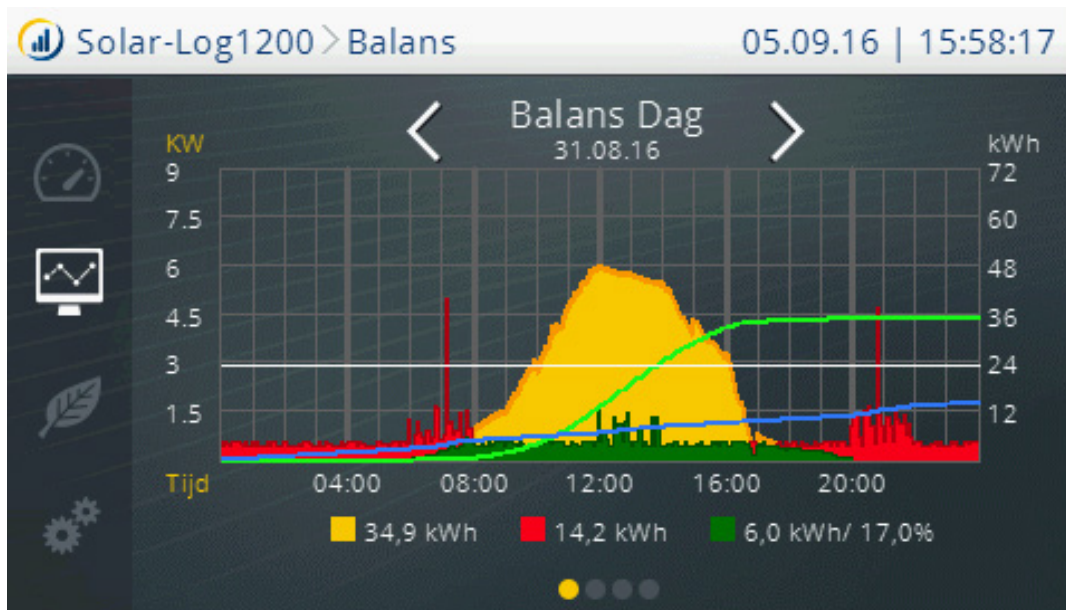 Solar-Log1200 > Balans 05.09.16 | 15:58:17
Balans Dag
31.08.16
KW kWh
9 72
7.5 60
6 48
4.5 36
3 24
1.5 12
Tijd 04:00 08:00 12:00 16:00 20:00
34,9 kWh 14,2 kWh 6,0 kWh/ 17,0%